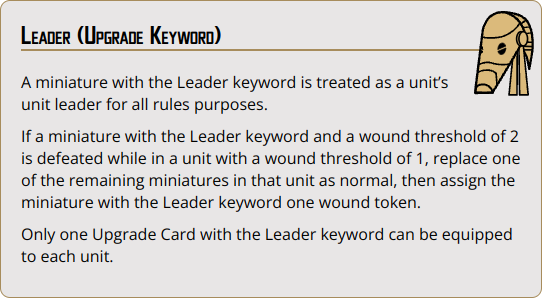 Leader (Upgrade Keyword)
A miniature with the Leader keyword is treated as a unit’s
unit leader for all rules purposes.
If a miniature with the Leader keyword and a wound threshold of 2
is defeated while in a unit with a wound threshold of 1, replace one
of the remaining miniatures in that unit as normal, then assign the
miniature with the Leader keyword one wound token.
Only one Upgrade Card with the Leader keyword can be equipped
to each unit.